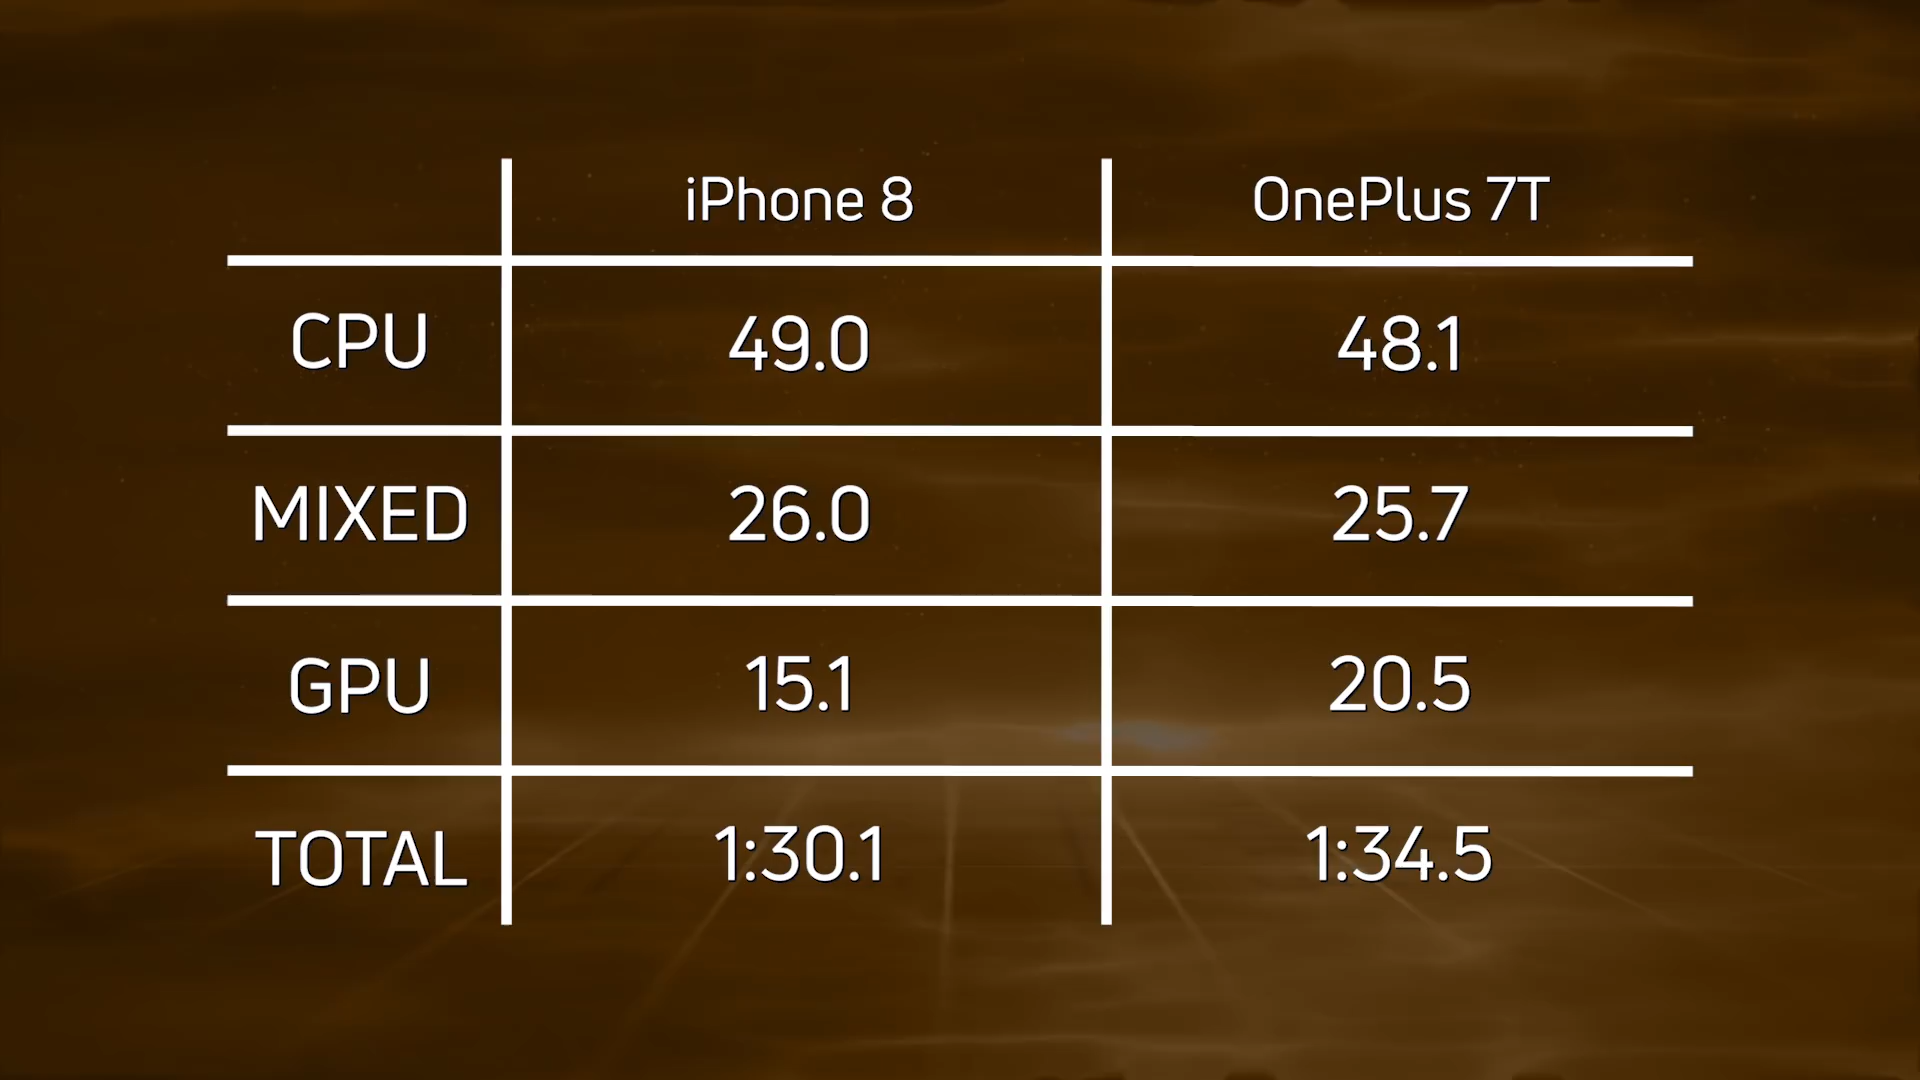 iPhone 8 OnePlus 7T
CPU 49.0 48.1
MIXED 26.0 25.7
GPU 15.1 20.5
TOTAL 1:30.1 1:34.5